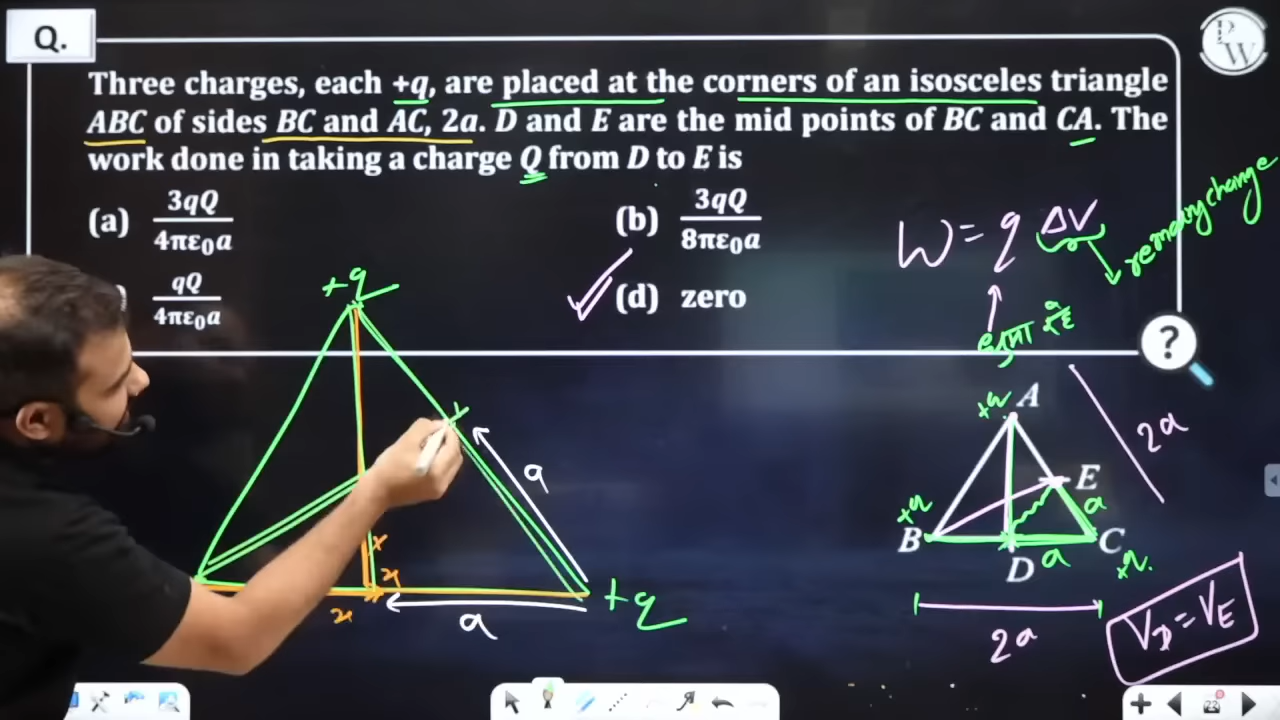 Q.
PW
Three charges, each +q, are placed at the corners of an isosceles triangle
ABC of sides BC and AC, 2a. D and E are the mid points of BC and CA. The
work done in taking a charge Q from D to E is
(a) 3qQ / 4πε₀a
(b) 3qQ / 8πε₀a
qQ / 4πε₀a
(d) zero
W = q ΔV
?
+q
a
x
x
x
a
+q
+q A
2a
E
+q
a
B
C
D
a
+q
2a
V_D = V_E
23